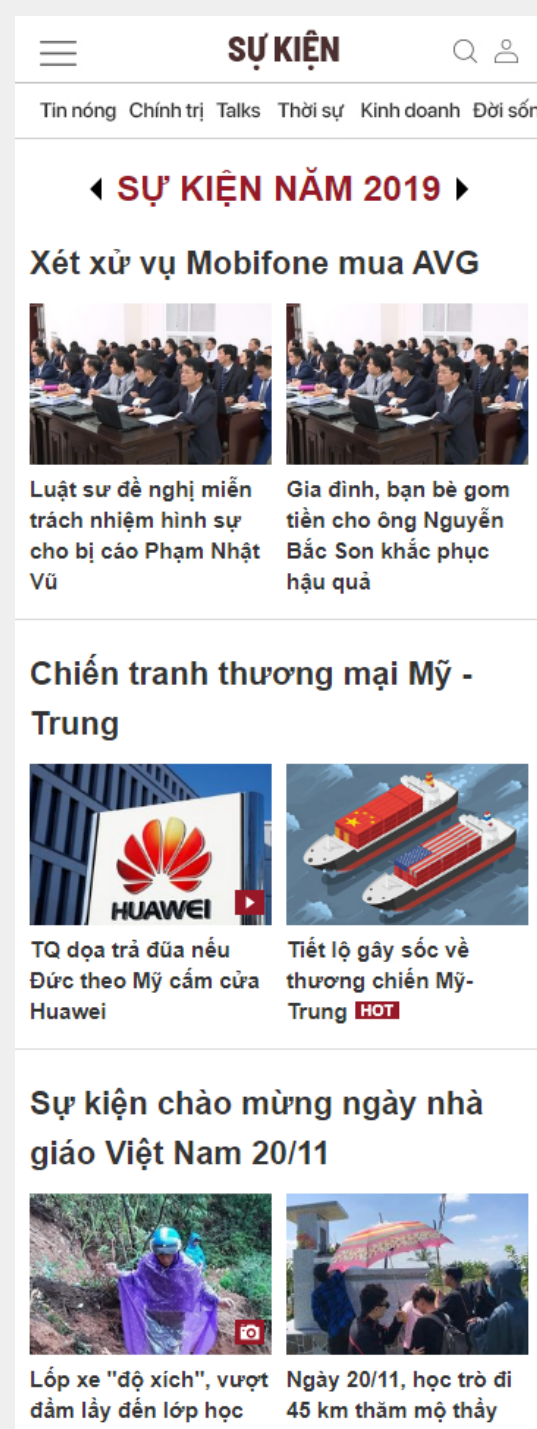 SỰ KIỆN
Tin nóng Chính trị Talks Thời sự Kinh doanh Đời sốn
SỰ KIỆN NĂM 2019
Xét xử vụ Mobifone mua AVG
Luật sư đề nghị miễn
trách nhiệm hình sự
cho bị cáo Phạm Nhật
Vũ
Gia đình, bạn bè gom
tiền cho ông Nguyễn
Bắc Son khắc phục
hậu quả
Chiến tranh thương mại Mỹ -
Trung
HUAWEI
TQ dọa trả đũa nếu
Đức theo Mỹ cấm cửa
Huawei
Tiết lộ gây sốc về
thương chiến Mỹ-
Trung HOT
Sự kiện chào mừng ngày nhà
giáo Việt Nam 20/11
Lốp xe "độ xích", vượt
đầm lầy đến lớp học
Ngày 20/11, học trò đi
45 km thăm mộ thầy